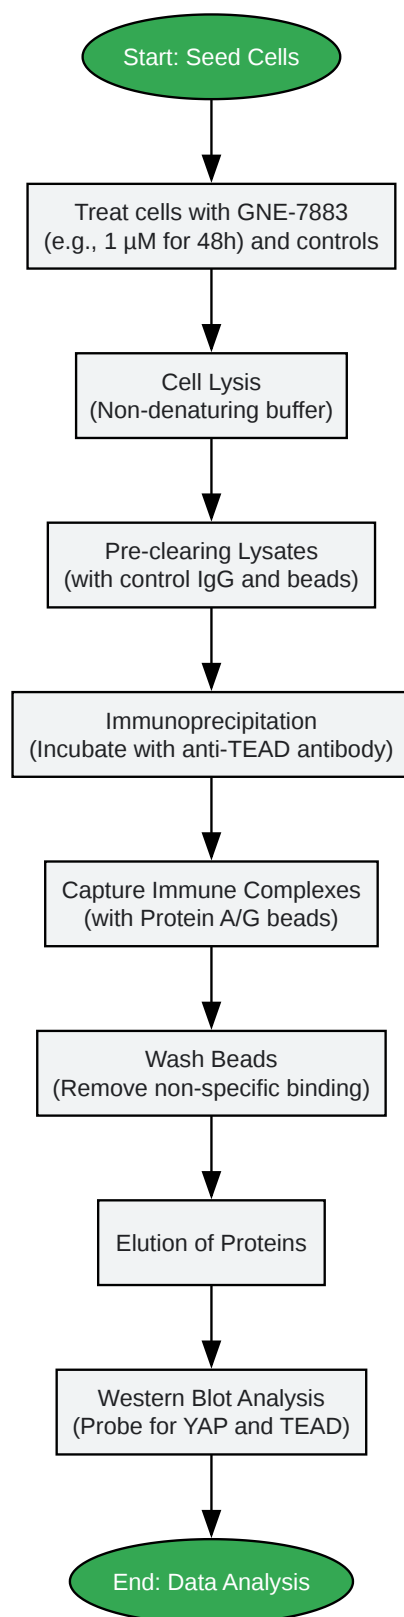 Start: Seed Cells
Treat cells with GNE-7883
(e.g., 1 µM for 48h) and controls
Cell Lysis
(Non-denaturing buffer)
Pre-clearing Lysates
(with control IgG and beads)
Immunoprecipitation
(Incubate with anti-TEAD antibody)
Capture Immune Complexes
(with Protein A/G beads)
Wash Beads
(Remove non-specific binding)
Elution of Proteins
Western Blot Analysis
(Probe for YAP and TEAD)
End: Data Analysis